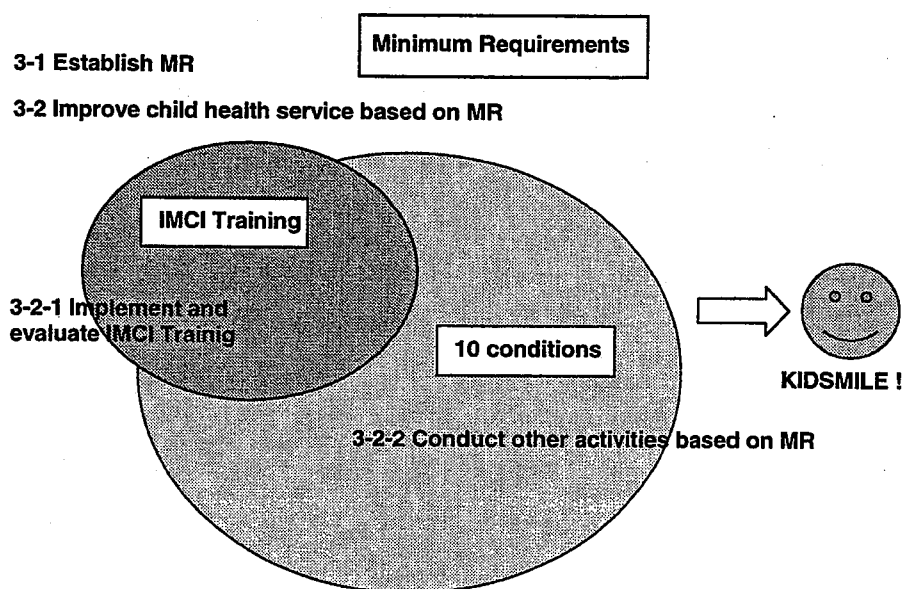 Minimum Requirements
3-1 Establish MR
3-2 Improve child health service based on MR
IMCI Training
3-2-1 Implement and
evaluate IMCI Trainig
10 conditions
KIDSMILE !
3-2-2 Conduct other activities based on MR